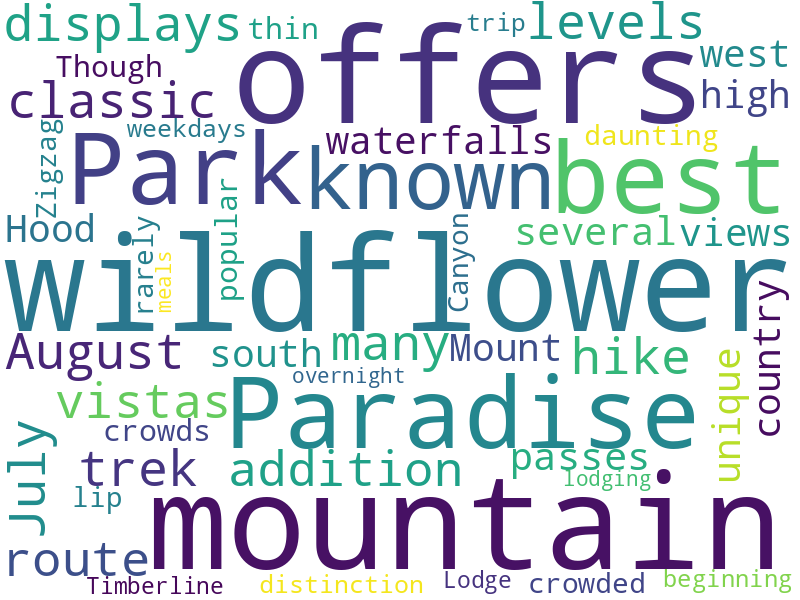 displays thin offers trip levels
Though west
classic high
Zigzag weekdays waterfalls daunting
Park known best
Hood rarely popular Canyon several views
meals
wildflower
August south many Mount hike country
overnight unique
vistas Paradise
July crowds
trek addition passes
lip lodging
route mountain
Timberline distinction Lodge crowded beginning